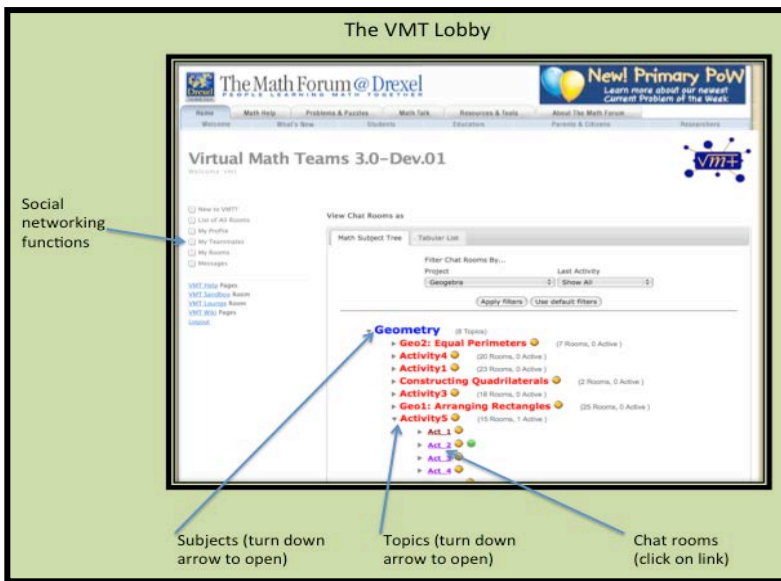 The VMT Lobby
The Math Forum @ Drexel
PEOPLE LEARNING MATH TOGETHER
New! Primary PoW
Learn more about our newest
Current Problem of the Week
Home Math Help Problems & Puzzles Math Talk Resources & Tools About The Math Forum
Welcome What's New Students Educators Parents & Citizens Researchers
Virtual Math Teams 3.0-Dev.01
Welcome VMT
vmt
Social
networking
functions
New to VMT?
List of All Rooms
My Profile
My Teammates
My Rooms
Messages
VMT Help Pages
VMT Sandbox Room
VMT Lounge Room
VMT Wiki Pages
Logout
View Chat Rooms as
Math Subject Tree Tabular List
Filter Chat Rooms By...
Project Last Activity
Geogebra Show All
Apply filters Use default filters
Geometry (8 Topics)
Geo2: Equal Perimeters (7 Rooms, 0 Active )
Activity4 (20 Rooms, 0 Active )
Activity1 (23 Rooms, 0 Active )
Constructing Quadrilaterals (2 Rooms, 0 Active )
Activity3 (18 Rooms, 0 Active )
Geo1: Arranging Rectangles (25 Rooms, 0 Active )
Activity5 (15 Rooms, 1 Active )
Act_1
Act_2
Act_3
Act_4
Subjects (turn down
arrow to open)
Topics (turn down
arrow to open)
Chat rooms
(click on link)